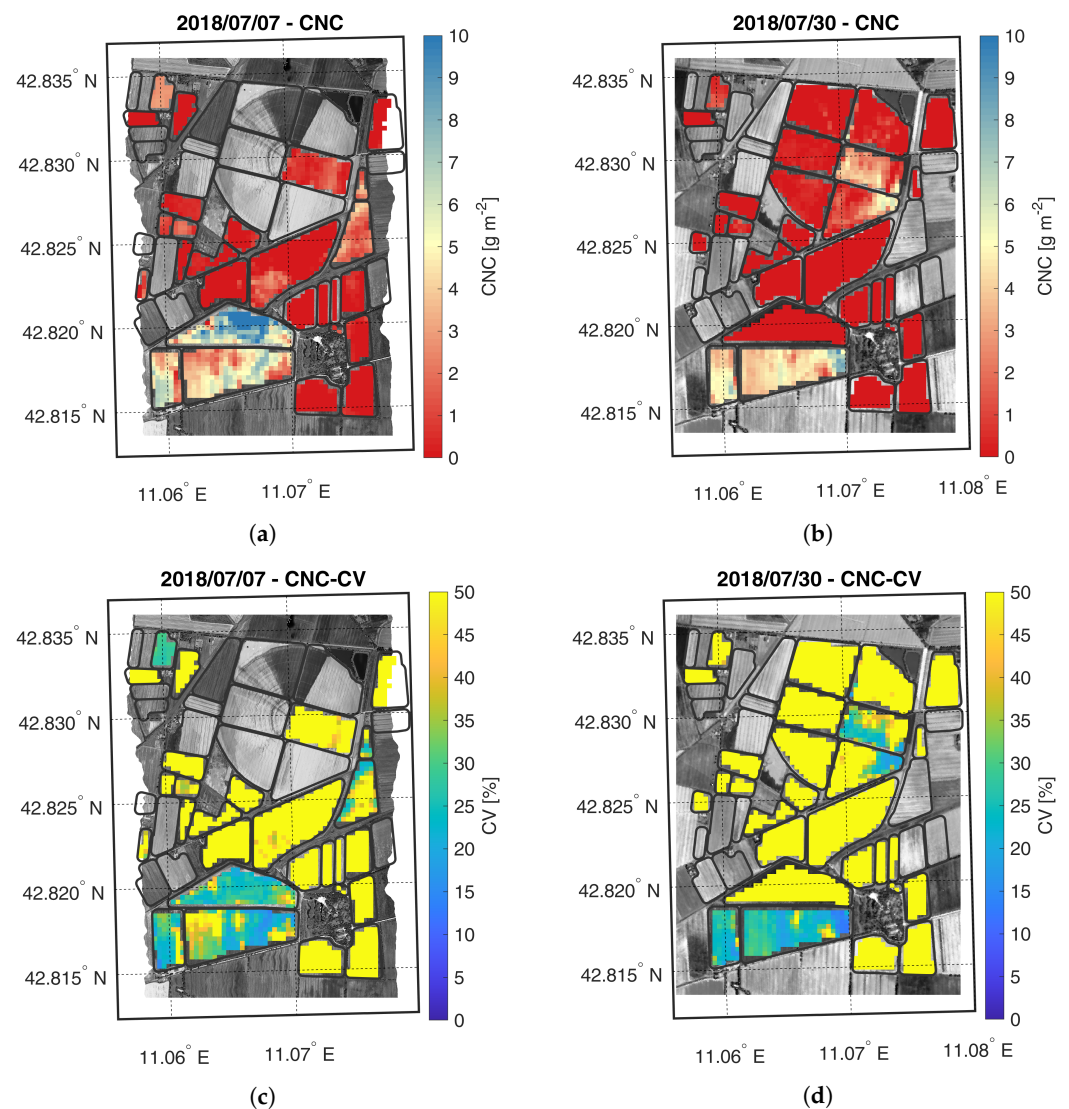 2018/07/07 - CNC
42.835° N
42.830° N
42.825° N
42.820° N
42.815° N
11.06° E
11.07° E
10
9
8
7
6
5
4
3
2
1
0
CNC [g m-2]
(a)
2018/07/30 - CNC
42.835° N
42.830° N
42.825° N
42.820° N
42.815° N
11.06° E
11.07° E
11.08° E
10
9
8
7
6
5
4
3
2
1
0
CNC [g m-2]
(b)
2018/07/07 - CNC-CV
42.835° N
42.830° N
42.825° N
42.820° N
42.815° N
11.06° E
11.07° E
50
45
40
35
30
25
20
15
10
5
0
CV [%]
(c)
2018/07/30 - CNC-CV
42.835° N
42.830° N
42.825° N
42.820° N
42.815° N
11.06° E
11.07° E
11.08° E
50
45
40
35
30
25
20
15
10
5
0
CV [%]
(d)